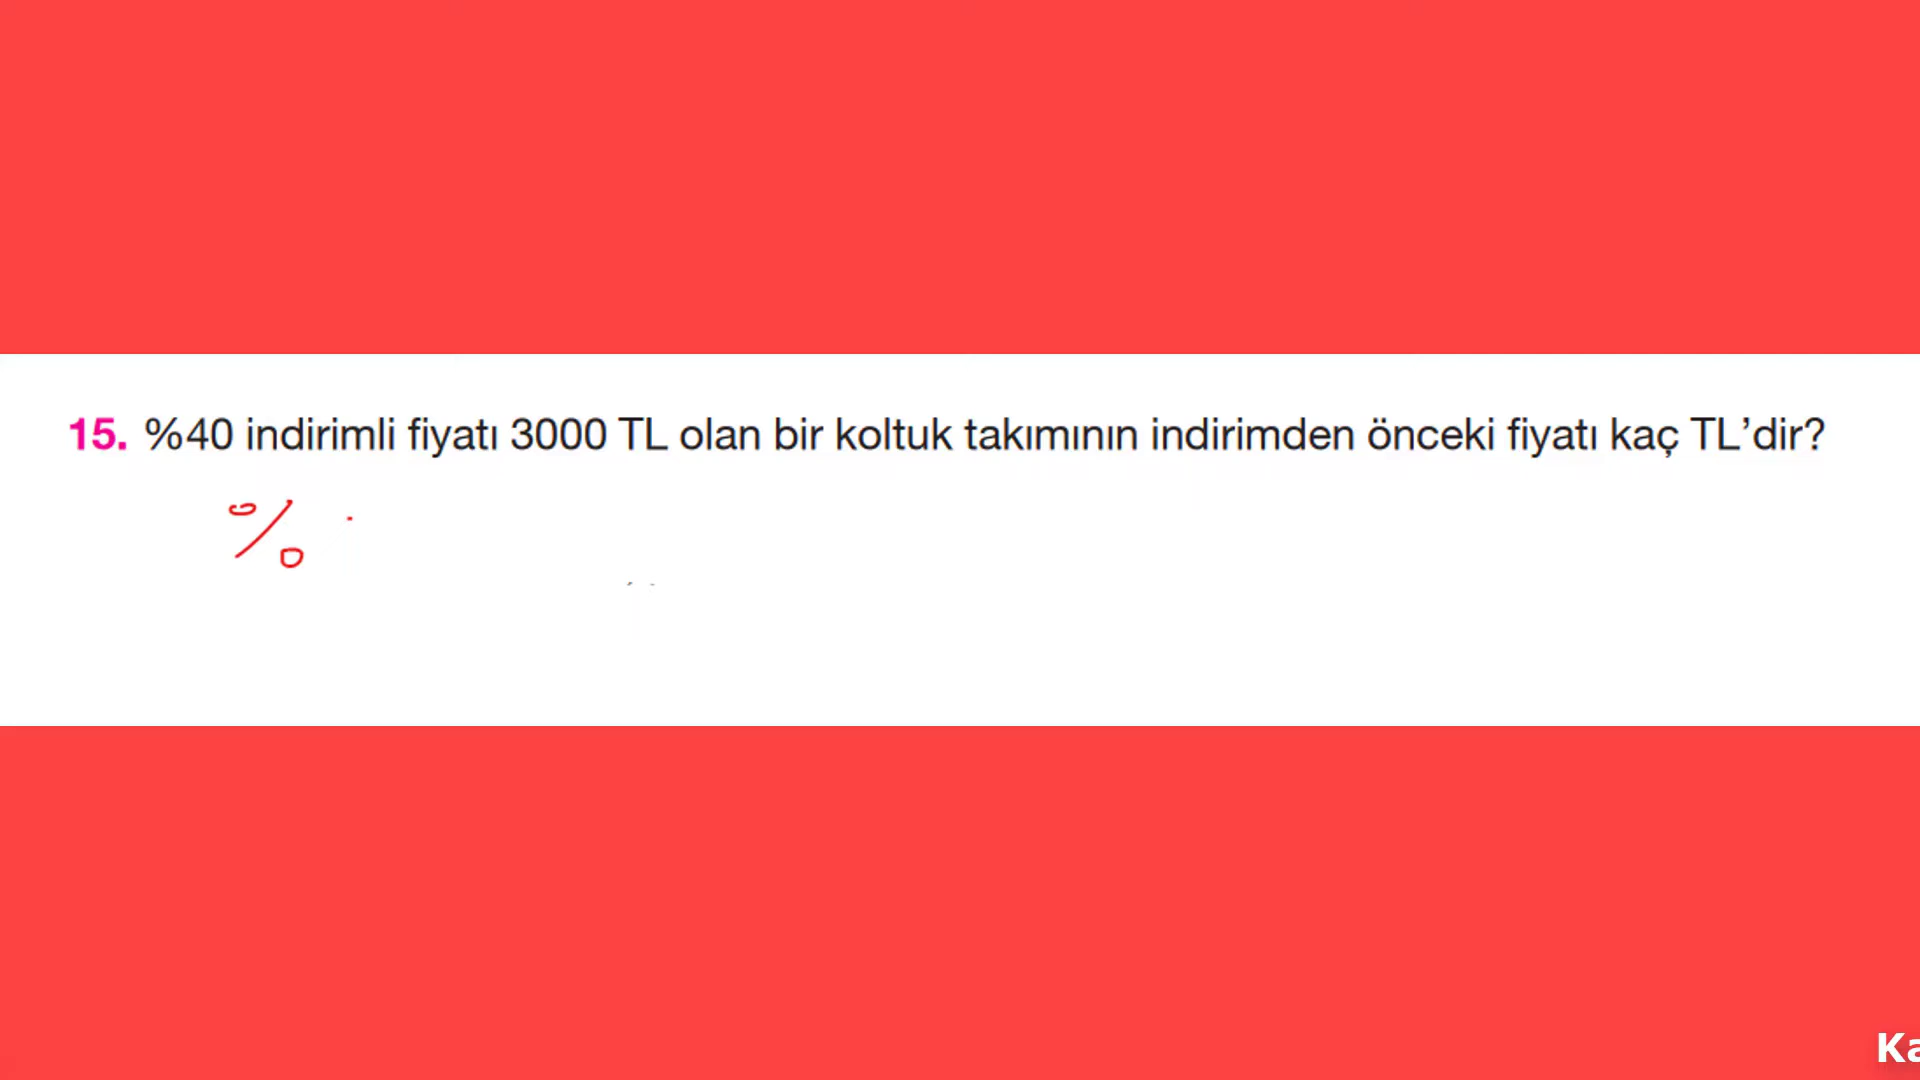 15. %40 indirimli fiyatı 3000 TL olan bir koltuk takımının indirimden önceki fiyatı kaç TL’dir?
%
Ka